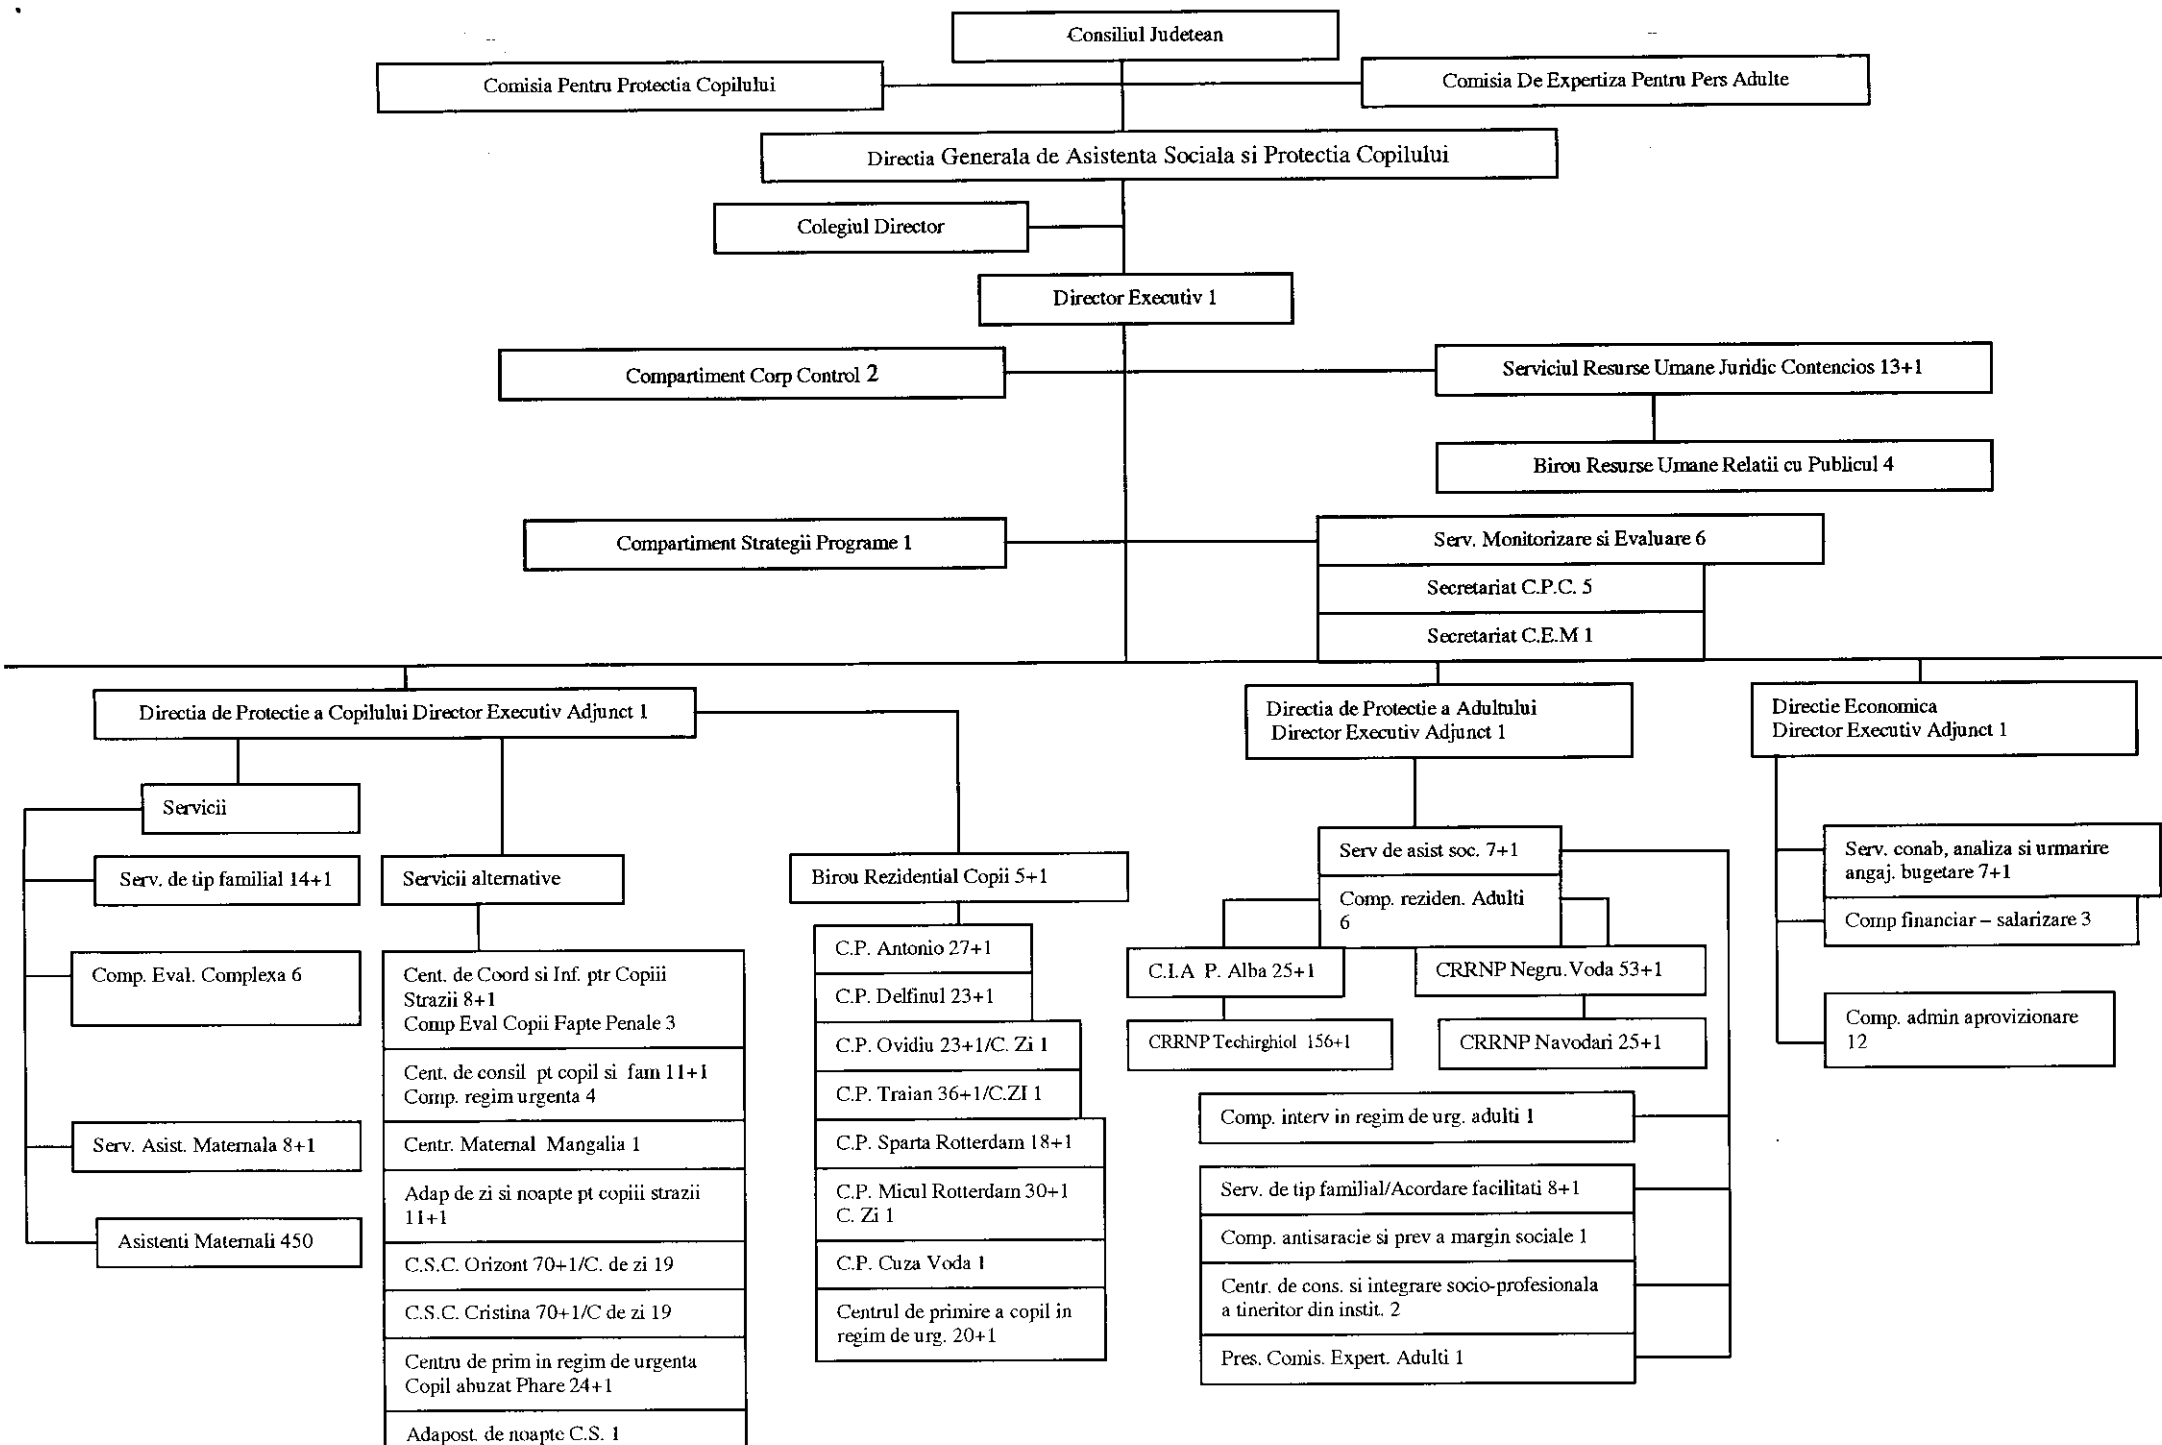 Consiliul Judetean
Comisia Pentru Protectia Copilului
Comisia De Expertiza Pentru Pers Adulte
Directia Generala de Asistenta Sociala si Protectia Copilului
Colegiul Director
Director Executiv 1
Compartiment Corp Control 2
Serviciul Resurse Umane Juridic Contencios 13+1
Birou Resurse Umane Relatii cu Publicul 4
Compartiment Strategii Programe 1
Serv. Monitorizare si Evaluare 6
Secretariat C.P.C. 5
Secretariat C.E.M 1
Directia de Protectie a Copilului Director Executiv Adjunct 1
Servicii
Serv. de tip familial 14+1
Comp. Eval. Complexa 6
Serv. Asist. Maternala 8+1
Asistenti Maternali 450
Servicii alternative
Cent. de Coord si Inf. ptr Copiii
Strazii 8+1
Comp Eval Copii Fapte Penale 3
Cent. de consil pt copil si fam 11+1
Comp. regim urgenta 4
Centr. Maternal Mangalia 1
Adap de zi si noapte pt copiii strazii
11+1
C.S.C. Orizont 70+1/C. de zi 19
C.S.C. Cristina 70+1/C de zi 19
Centru de prim in regim de urgenta
Copil abuzat Phare 24+1
Adapost. de noapte C.S. 1
Birou Rezidential Copii 5+1
C.P. Antonio 27+1
C.P. Delfinul 23+1
C.P. Ovidiu 23+1/C. Zi 1
C.P. Traian 36+1/C.ZI 1
C.P. Sparta Rotterdam 18+1
C.P. Micul Rotterdam 30+1
C. Zi 1
C.P. Cuza Voda 1
Centrul de primire a copil in
regim de urg. 20+1
Directia de Protectie a Adultului
Director Executiv Adjunct 1
Serv de asist soc. 7+1
Comp. reziden. Adulti
6
C.I.A P. Alba 25+1
CRRNP Negru.Voda 53+1
CRRNP Techirghiol 156+1
CRRNP Navodari 25+1
Comp. interv in regim de urg. adulti 1
Serv. de tip familial/Acordare facilitati 8+1
Comp. antisaracie si prev a margin sociale 1
Centr. de cons. si integrare socio-profesionala
a tineritor din instit. 2
Pres. Comis. Expert. Adulti 1
Directie Economica
Director Executiv Adjunct 1
Serv. conab, analiza si urmarire
angaj. bugetare 7+1
Comp financiar – salarizare 3
Comp. admin aprovizionare
12